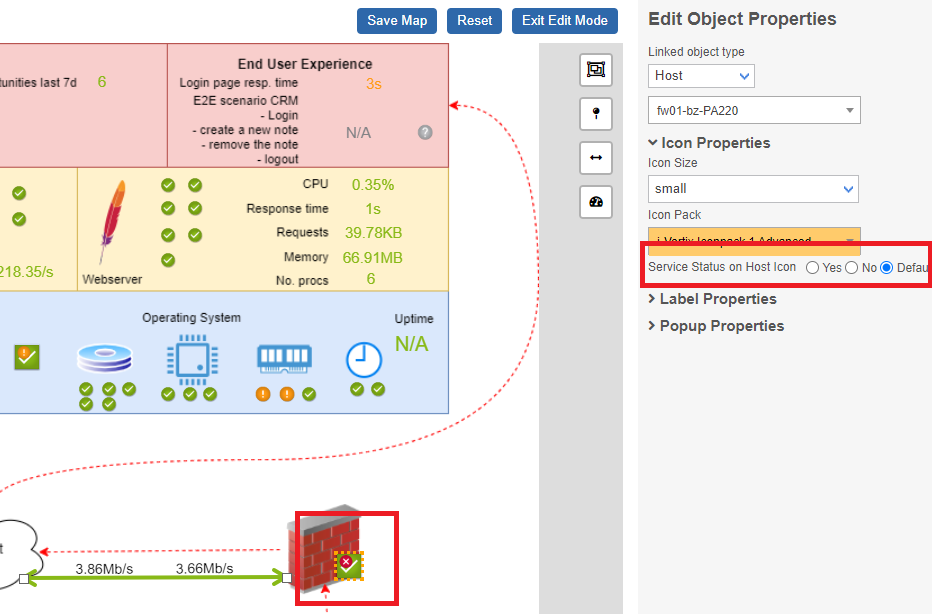 Save Map
Reset
Exit Edit Mode
tunities last 7d 6
End User Experience
Login page resp. time 3s
E2E scenario CRM
- Login
- create a new note
- remove the note
- logout
N/A
?
218.35/s
Webserver
CPU 0.35%
Response time 1s
Requests 39.78KB
Memory 66.91MB
No. procs 6
Operating System
Uptime
N/A
t
3.86Mb/s 3.66Mb/s
Edit Object Properties
Linked object type
Host
fw01-bz-PA220
Icon Properties
Icon Size
small
Icon Pack
i-Vertix Iconpack 1 Advanced
Service Status on Host Icon Yes No Defau
Label Properties
Popup Properties